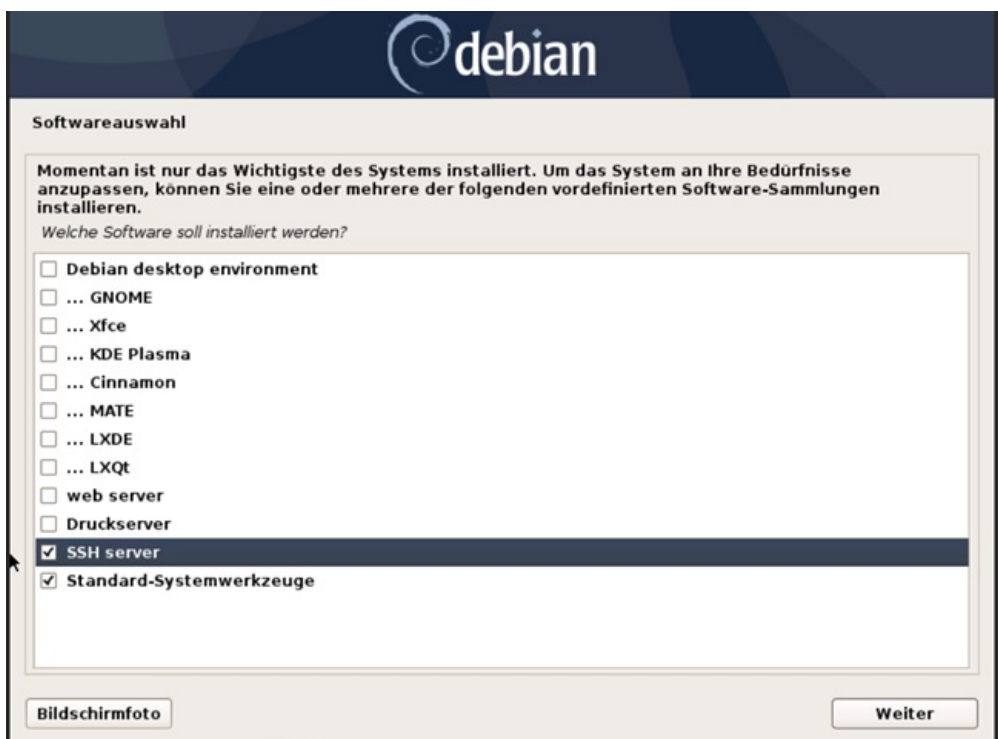 debian
Softwareauswahl
Momentan ist nur das Wichtigste des Systems installiert. Um das System an Ihre Bedürfnisse
anzupassen, können Sie eine oder mehrere der folgenden vordefinierten Software-Sammlungen
installieren.
Welche Software soll installiert werden?
Debian desktop environment
... GNOME
... Xfce
... KDE Plasma
... Cinnamon
... MATE
... LXDE
... LXQt
web server
Druckserver
SSH server
Standard-Systemwerkzeuge
Bildschirmfoto
Weiter